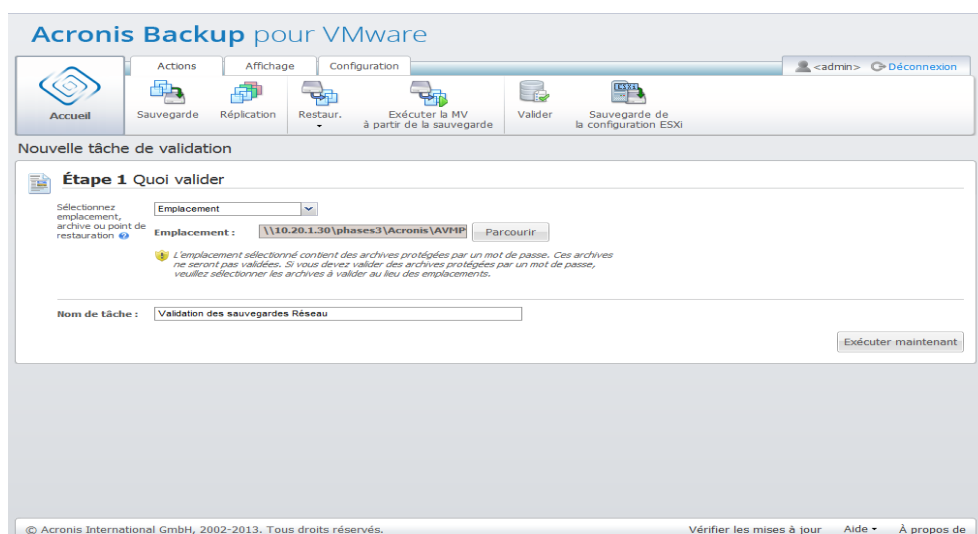 Acronis Backup pour VMware
Actions Affichage Configuration
<admin> Déconnexion
Accueil
Sauvegarde Réplication Restaur. Exécuter la MV
à partir de la sauvegarde Valider Sauvegarde de
la configuration ESXi
Nouvelle tâche de validation
Étape 1 Quoi valider
Sélectionnez
emplacement,
archive ou point de
restauration
Emplacement
Emplacement : \\10.20.1.30\phases3\Acronis\AVMP Parcourir
L'emplacement sélectionné contient des archives protégées par un mot de passe. Ces archives
ne seront pas validées. Si vous devez valider des archives protégées par un mot de passe,
veuillez sélectionner les archives à valider au lieu des emplacements.
Nom de tâche : Validation des sauvegardes Réseau
Exécuter maintenant
© Acronis International GmbH, 2002-2013. Tous droits réservés. Vérifier les mises à jour Aide À propos de